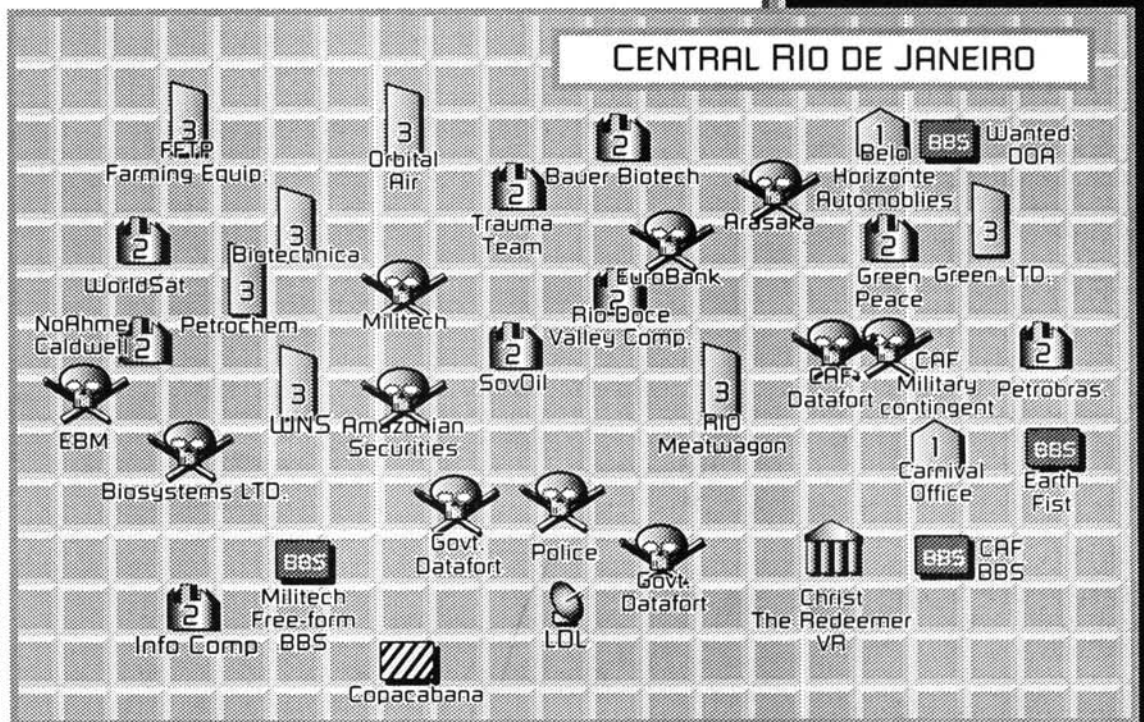 CENTRAL RIO DE JANEIRO
3
FFTP
Farming Equip.
3
Orbital
Air
2
Bauer Biotech
1
Belo
Horizonte
Automoblies
BBS
Wanted:
DOA
2
Trauma
Team
Arasaka
2
WorldSat
3
Biotechnica
EuroBank
2
Green
Peace
3
Green LTD.
3
Petrochem
Militech
2
Rio Doce
Valley Comp.
NoAhme
Caldwell
2
2
SovOil
CAF
Datafort
CAF
Military
contingent
2
Petrobras.
EBM
3
WNS
Amazonian
Securities
3
RIO
Meatwagon
1
Carnival
Office
BBS
Earth
Fist
Biosystems LTD.
Govt.
Datafort
Police
Govt.
Datafort
BBS
Militech
Free-form
BBS
Christ
The Redeemer
VR
BBS
CAF
BBS
2
Info Comp
LDL
Copacabana